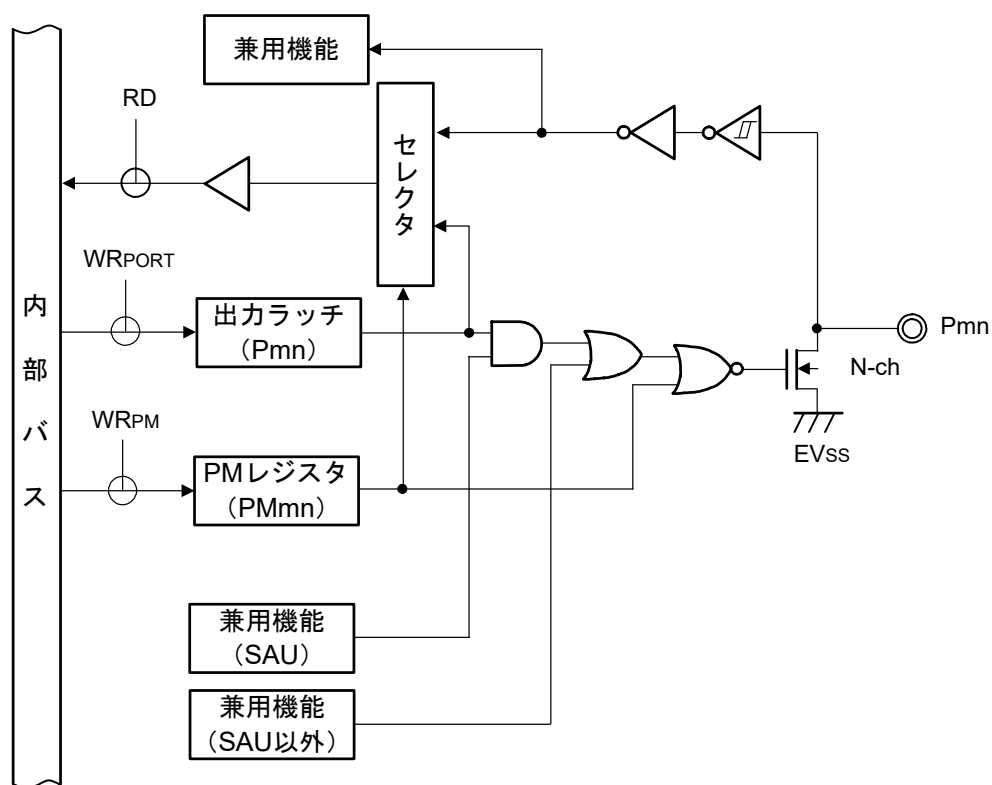 兼用機能
RD
セレクタ
WRPORT
内部バス
出力ラッチ
（Pmn）
Pmn
N-ch
WRPM
EVSS
PMレジスタ
（PMmn）
兼用機能
（SAU）
兼用機能
（SAU以外）